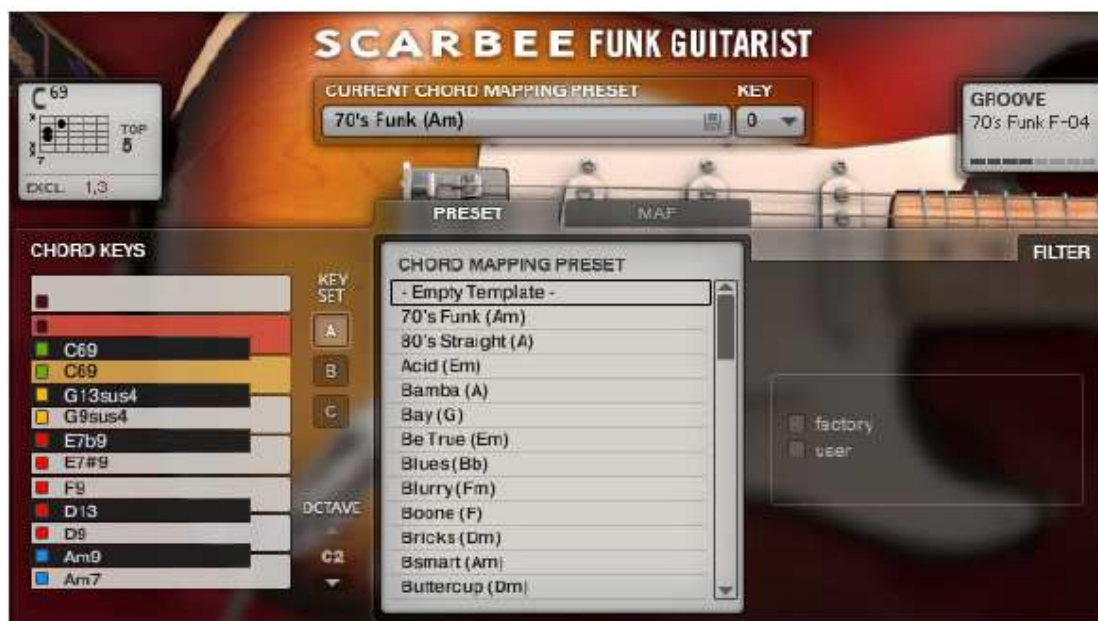 SCARBEE FUNK GUITARIST
C69
TOP
5
x
x
x
7
EXCL. 1,3
CURRENT CHORD MAPPING PRESET KEY
70's Funk (Am) 0
GROOVE
70's Funk F-04
PRESET MAP
CHORD KEYS
KEY
SET
A
B
C
OCTAVE
C2
C69
C69
G13sus4
G9sus4
E7b9
E7#9
F9
D13
D9
Am9
Am7
CHORD MAPPING PRESET
- Empty Template -
70's Funk (Am)
80's Straight (A)
Acid (Em)
Bamba (A)
Bay (G)
Be True (Em)
Blues (Bb)
Blurry (Fm)
Boone (F)
Bricks (Dm)
Bsmart (Am)
Buttercup (Dm)
FILTER
factory
user